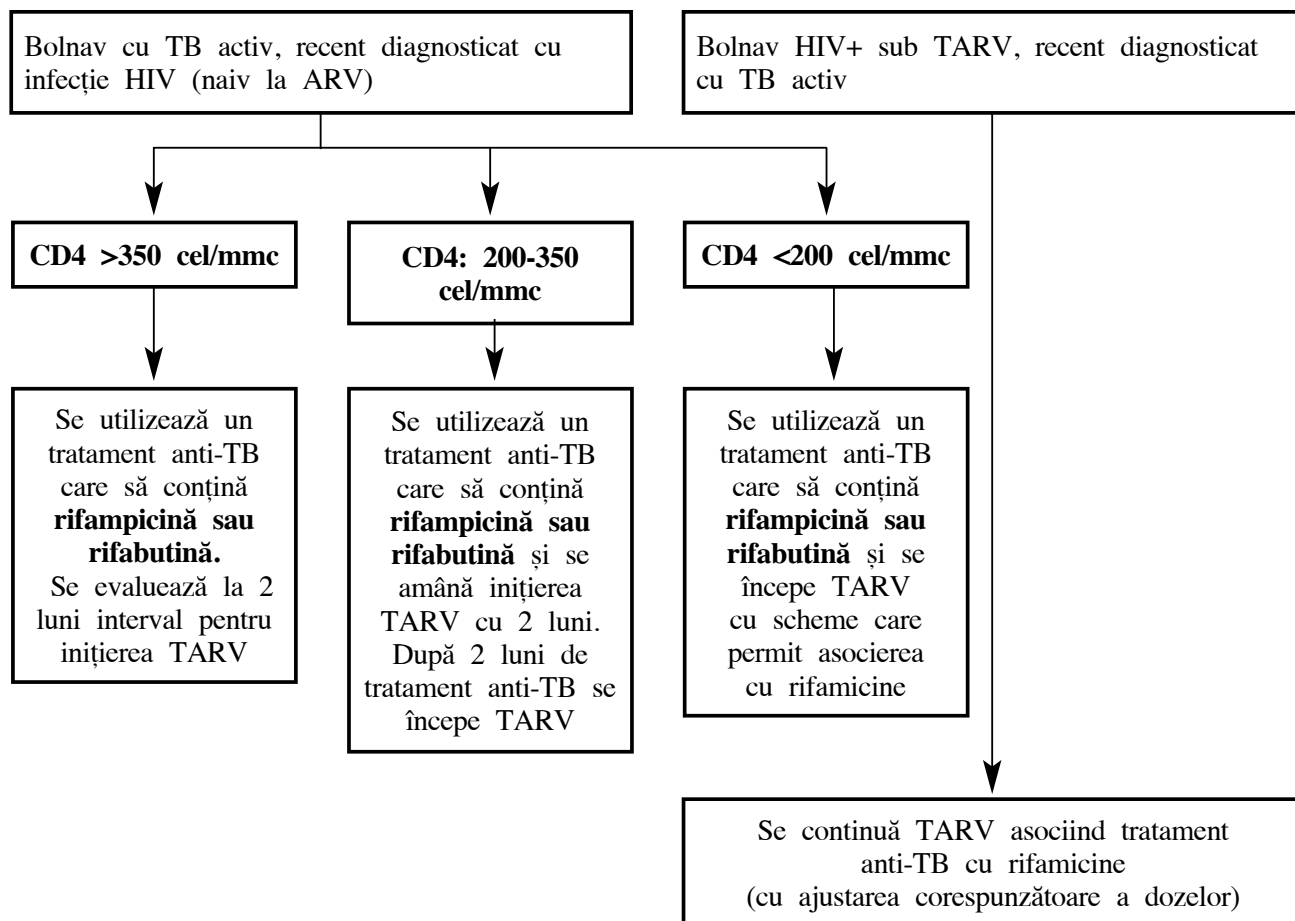 Bolnav cu TB activ, recent diagnosticat cu
infecție HIV (naiv la ARV)
Bolnav HIV+ sub TARV, recent diagnosticat
cu TB activ
CD4 >350 cel/mmc
CD4: 200-350
cel/mmc
CD4 <200 cel/mmc
Se utilizează un
tratament anti-TB
care să conțină
rifampicină sau
rifabutină.
Se evaluează la 2
luni interval pentru
inițierea TARV
Se utilizează un
tratament anti-TB
care să conțină
rifampicină sau
rifabutină și se
amână inițierea
TARV cu 2 luni.
După 2 luni de
tratament anti-TB se
începe TARV
Se utilizează un
tratament anti-TB
care să conțină
rifampicină sau
rifabutină și se
începe TARV
cu scheme care
permit asocierea
cu rifamicine
Se continuă TARV asociind tratament
anti-TB cu rifamicine
(cu ajustarea corespunzătoare a dozelor)